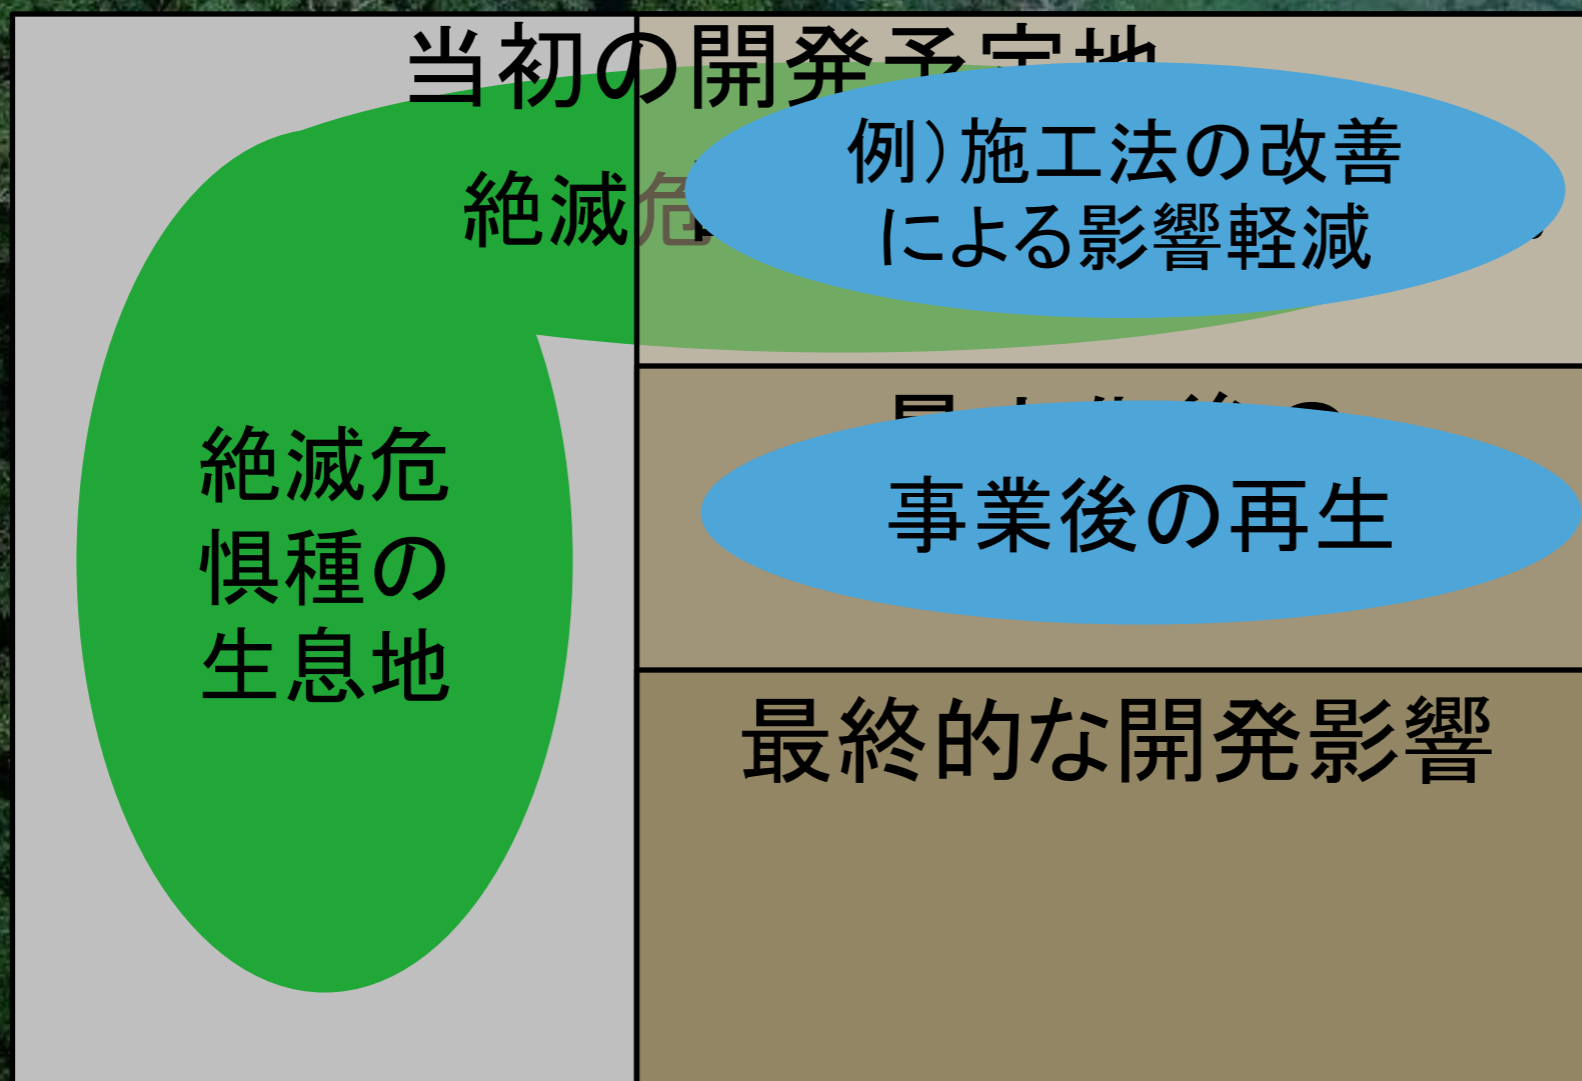 当初の開発予定地
絶滅危
例）施工法の改善
による影響軽減
絶滅危
惧種の
生息地
事業後の再生
最終的な開発影響